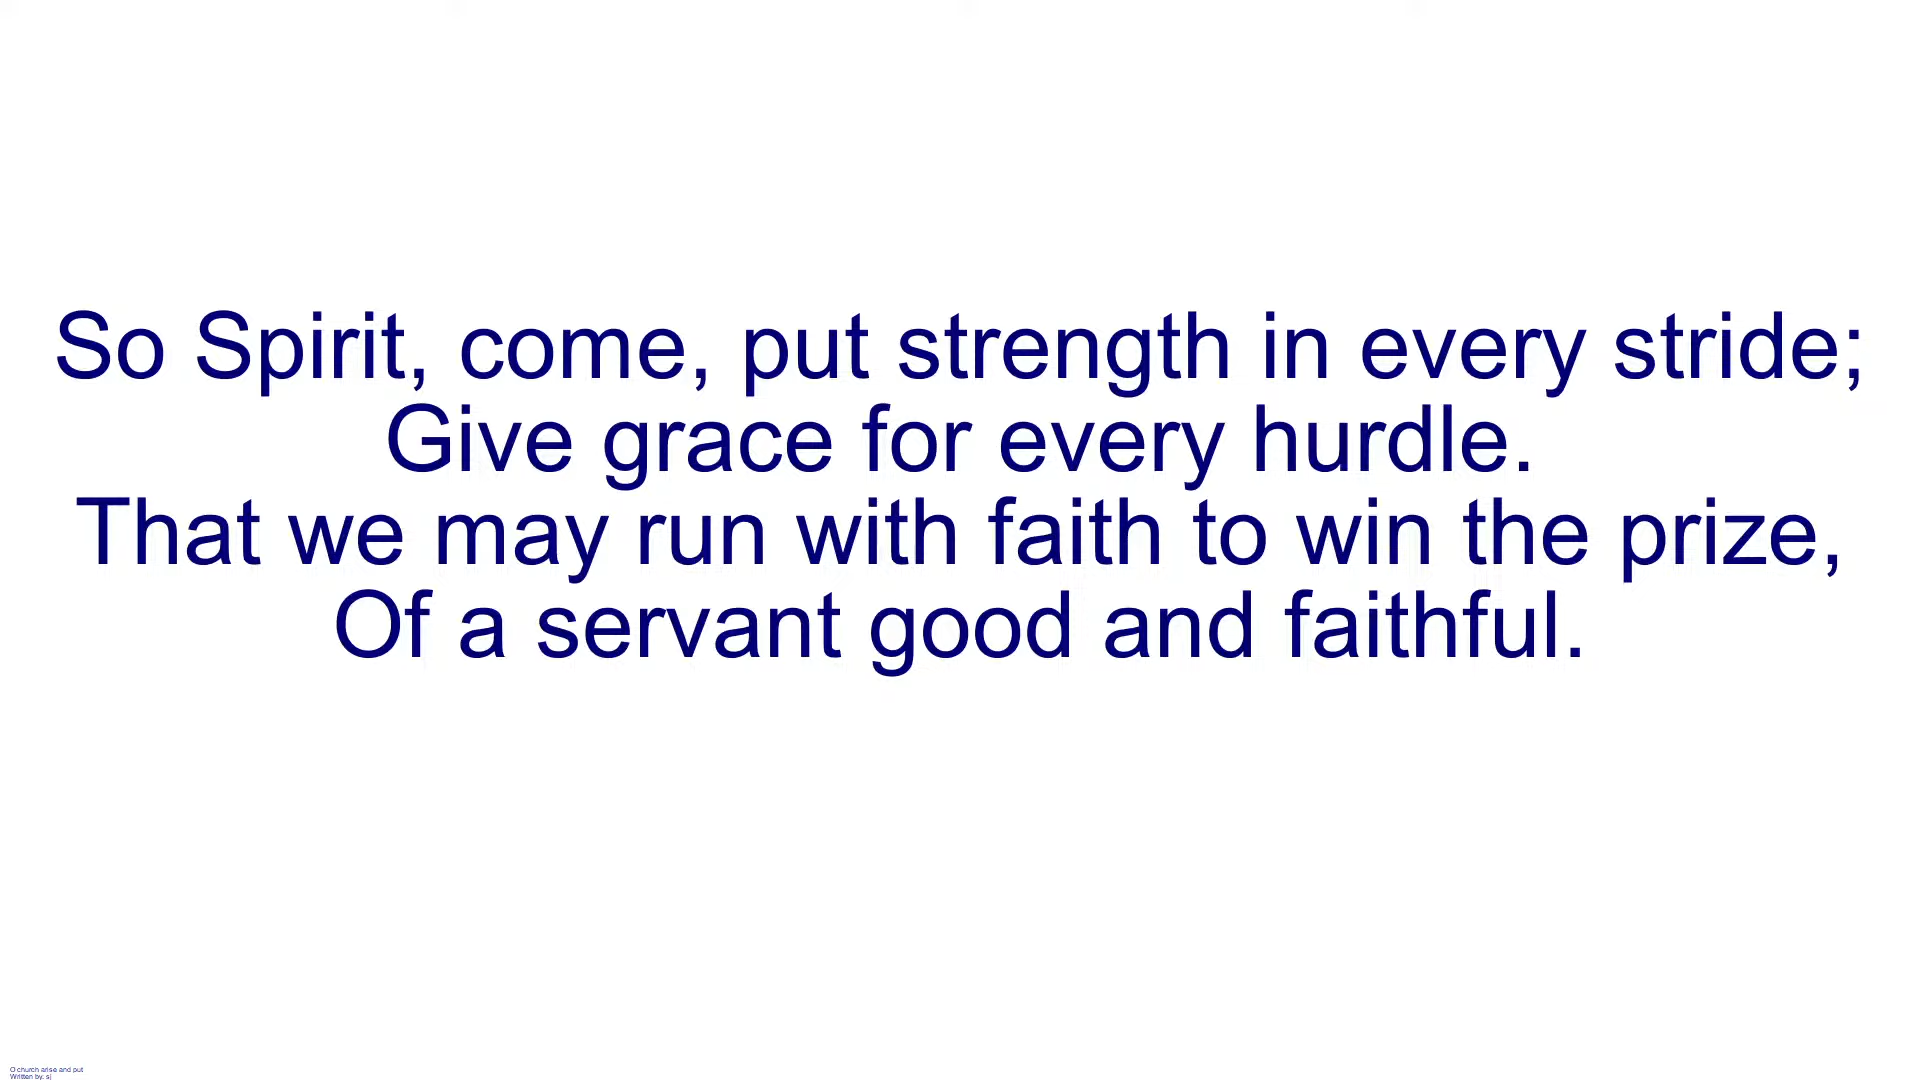 So Spirit, come, put strength in every stride;
Give grace for every hurdle.
That we may run with faith to win the prize,
Of a servant good and faithful.
O church arise and put
Written by: